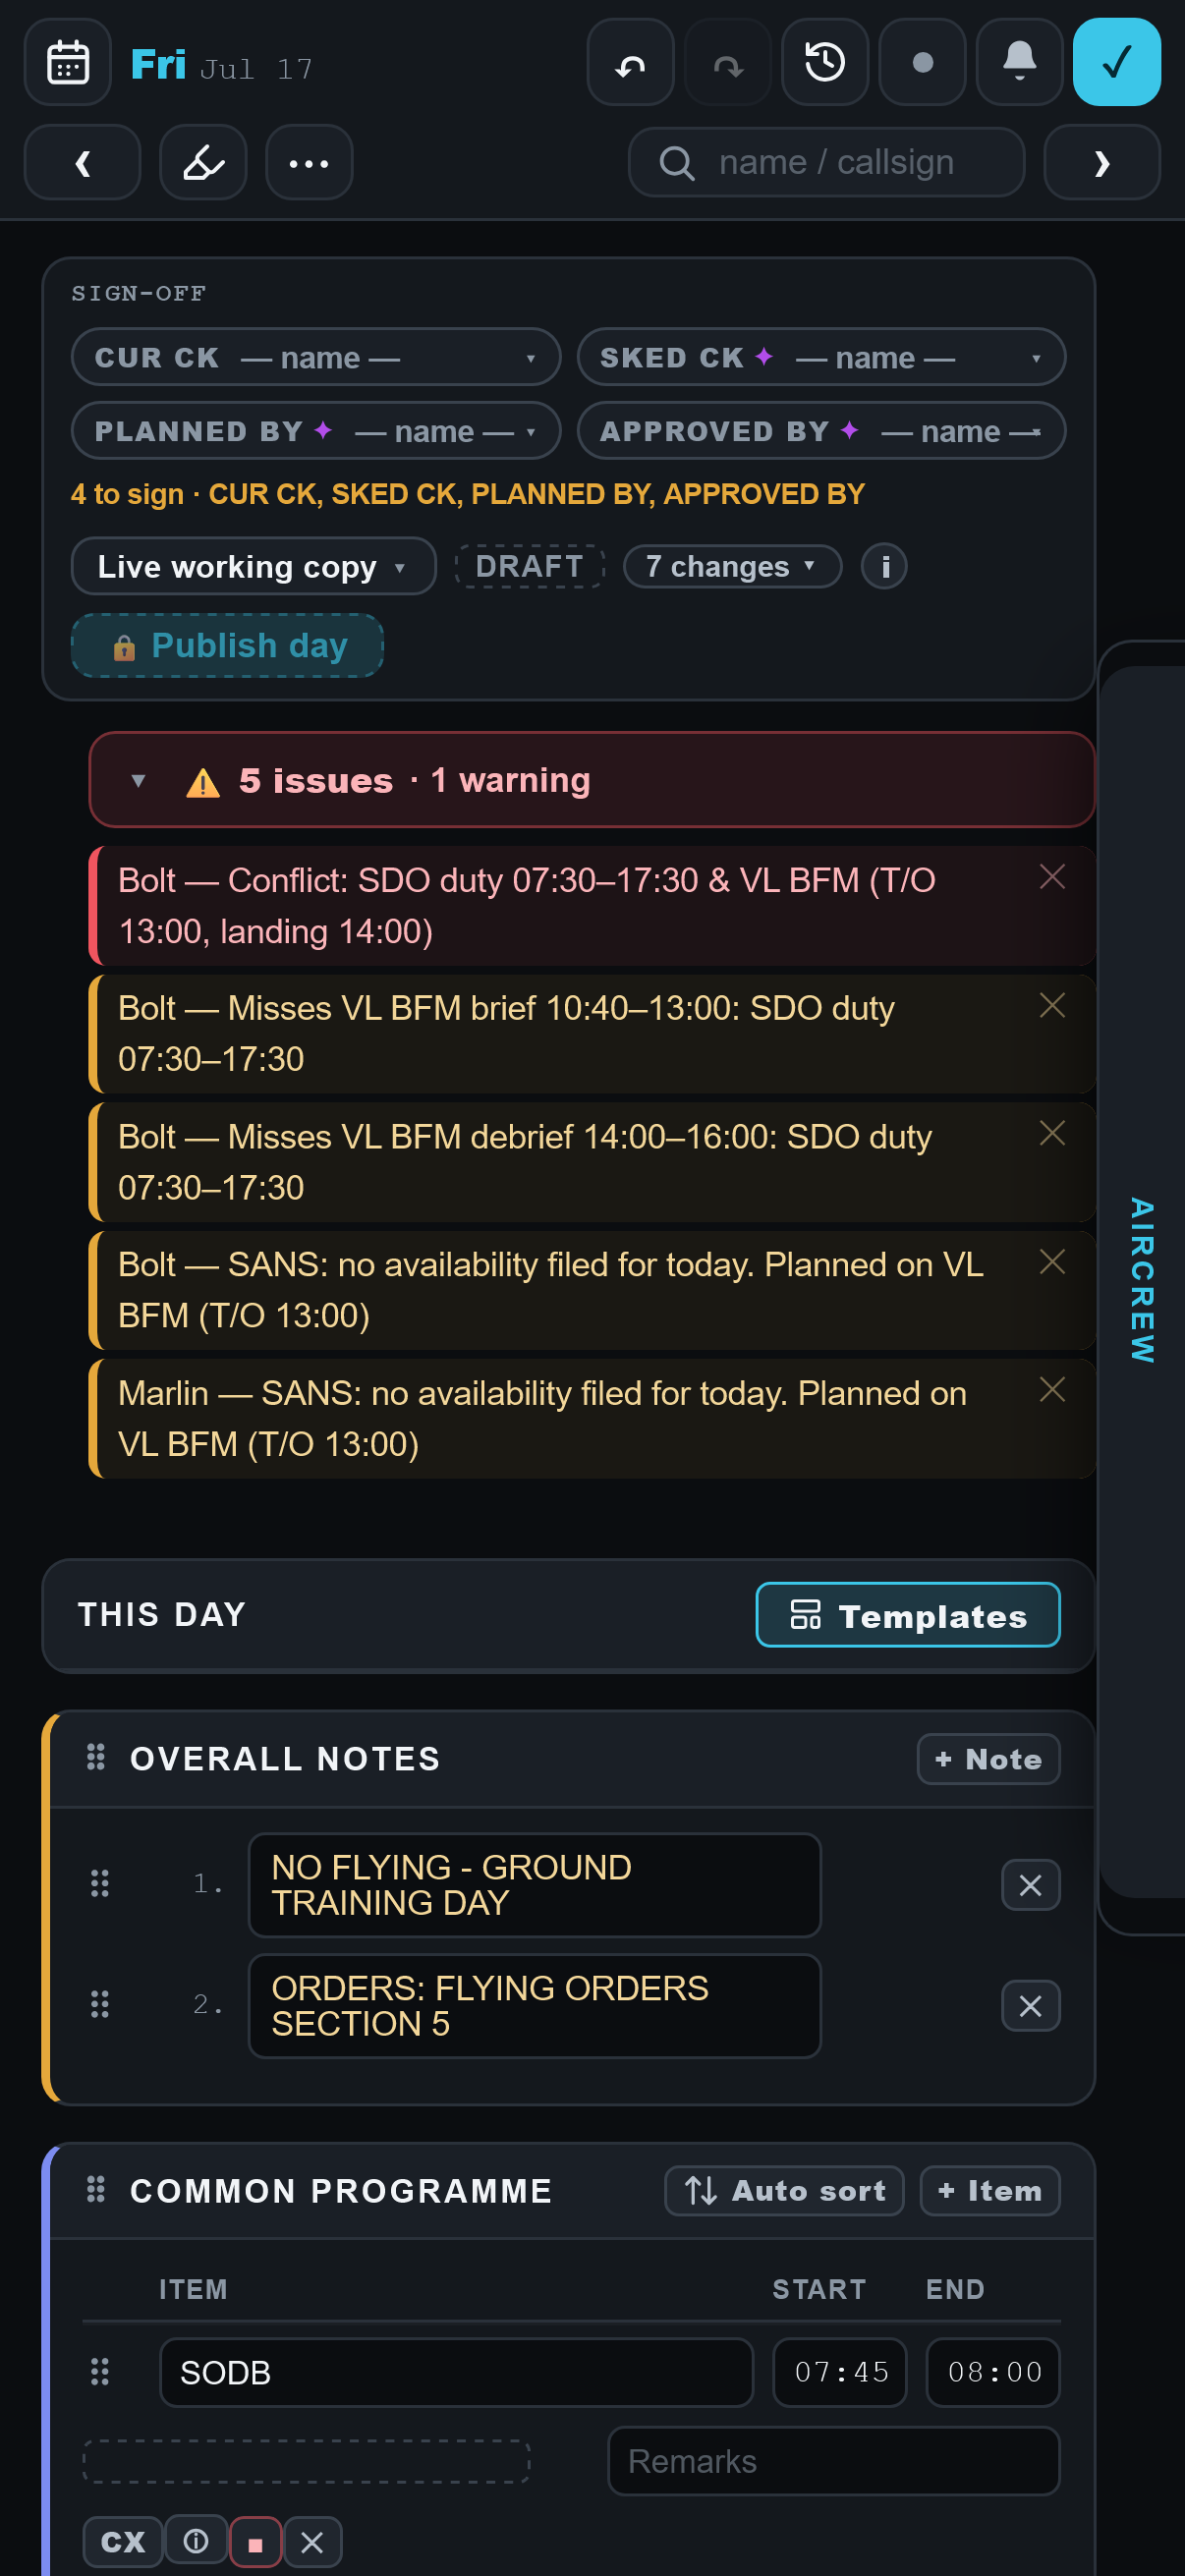 Fri Jul 17
name / callsign
SIGN-OFF
CUR CK — name —
SKED CK — name —
PLANNED BY — name —
APPROVED BY — name —
4 to sign · CUR CK, SKED CK, PLANNED BY, APPROVED BY
Live working copy
DRAFT
7 changes
i
Publish day
5 issues · 1 warning
Bolt — Conflict: SDO duty 07:30–17:30 & VL BFM (T/O
13:00, landing 14:00)
Bolt — Misses VL BFM brief 10:40–13:00: SDO duty
07:30–17:30
Bolt — Misses VL BFM debrief 14:00–16:00: SDO duty
07:30–17:30
Bolt — SANS: no availability filed for today. Planned on VL
BFM (T/O 13:00)
Marlin — SANS: no availability filed for today. Planned on
VL BFM (T/O 13:00)
AIRCREW
THIS DAY
Templates
OVERALL NOTES
+ Note
1. NO FLYING - GROUND
TRAINING DAY
2. ORDERS: FLYING ORDERS
SECTION 5
COMMON PROGRAMME
Auto sort
+ Item
ITEM START END
SODB 07:45 08:00
Remarks
CX